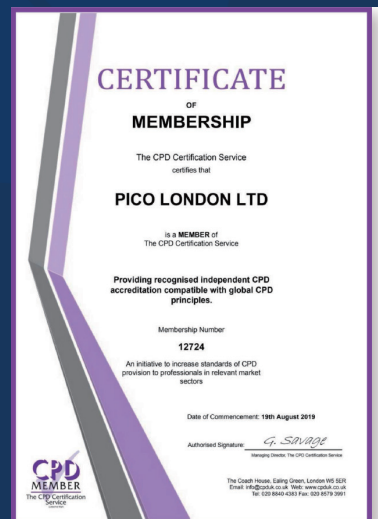 CERTIFICATE
OF
MEMBERSHIP
The CPD Certification Service
certifies that
PICO LONDON LTD
is a MEMBER of
The CPD Certification Service
Providing recognised independent CPD
accreditation compatible with global CPD
principles.
Membership Number
12724
An initiative to increase standards of CPD
provision to professionals in relevant market
sectors
Date of Commencement: 19th August 2019
Authorised Signature: G. Savage
Managing Director, The CPD Certification Service
CPD
MEMBER
The CPD Certification
Service
The Coach House, Ealing Green, London W5 5ER
Email: info@cpduk.co.uk Web: www.cpduk.co.uk
Tel: 020 8840 4383 Fax: 020 8579 3991